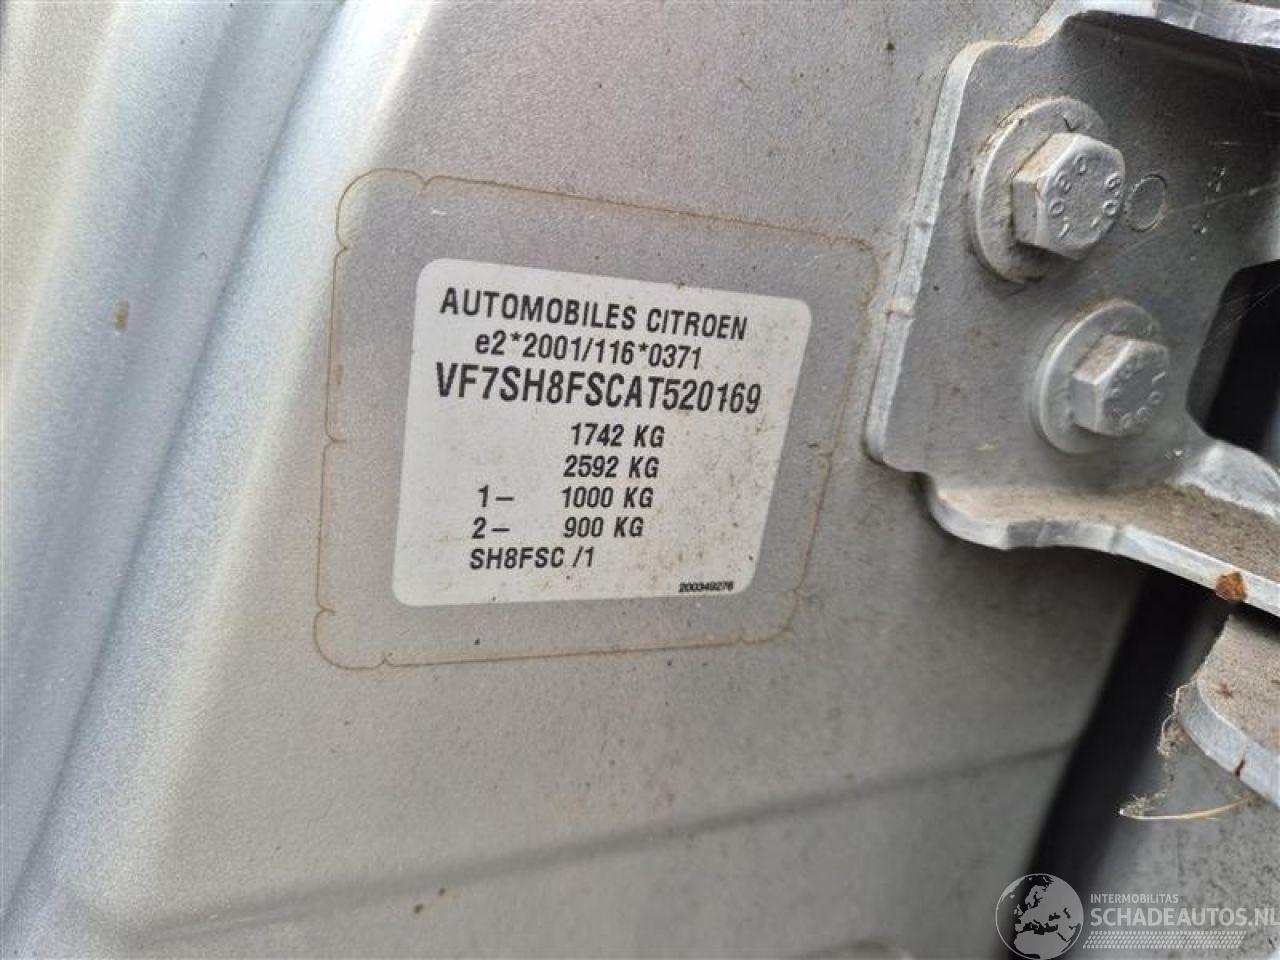 AUTOMOBILES CITROEN
e2*2001/116*0371
VF7SH8FSCAT520169
1742 KG
2592 KG
1– 1000 KG
2– 900 KG
SH8FSC /1
200349276
INTERMOBILITAS
SCHADEAUTOS.NL